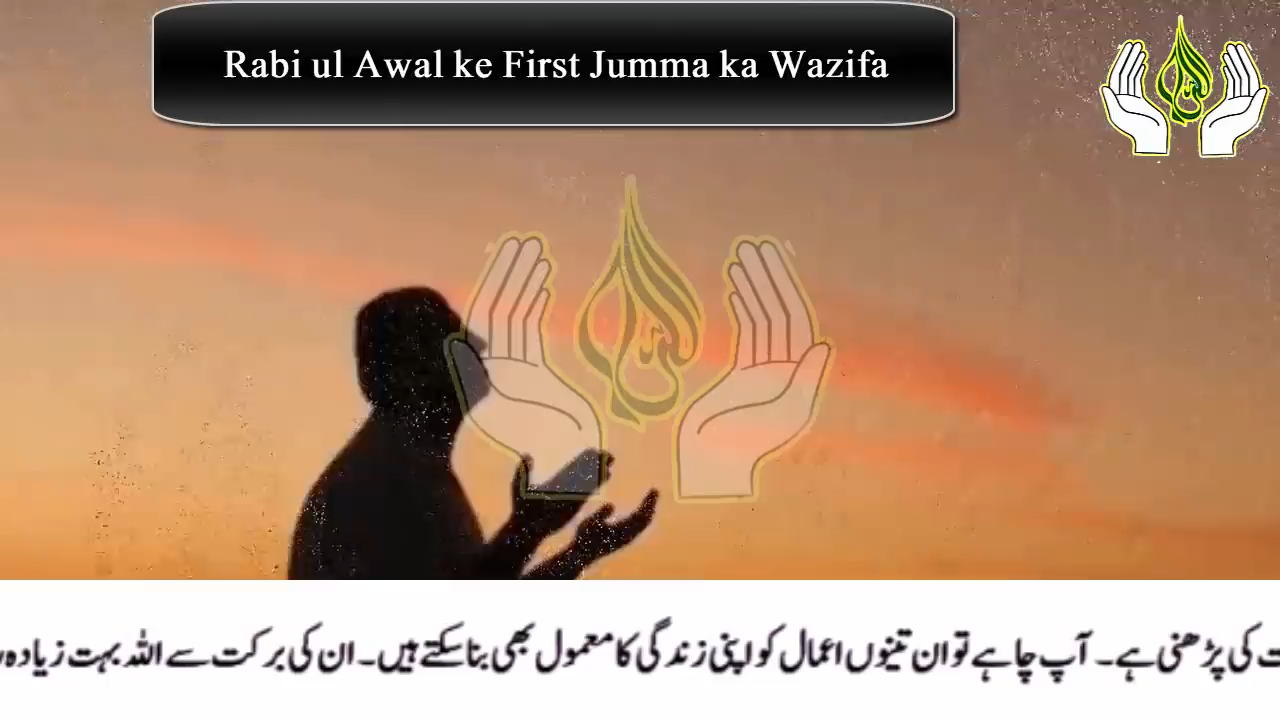 Rabi ul Awal ke First Jumma ka Wazifa
کی پڑھنی ہے۔ آپ چاہے تو ان تینوں اعمال کو اپنی زندگی کا معمول بھی بنا سکتے ہیں۔ ان کی برکت سے اللہ بہت زیادہ